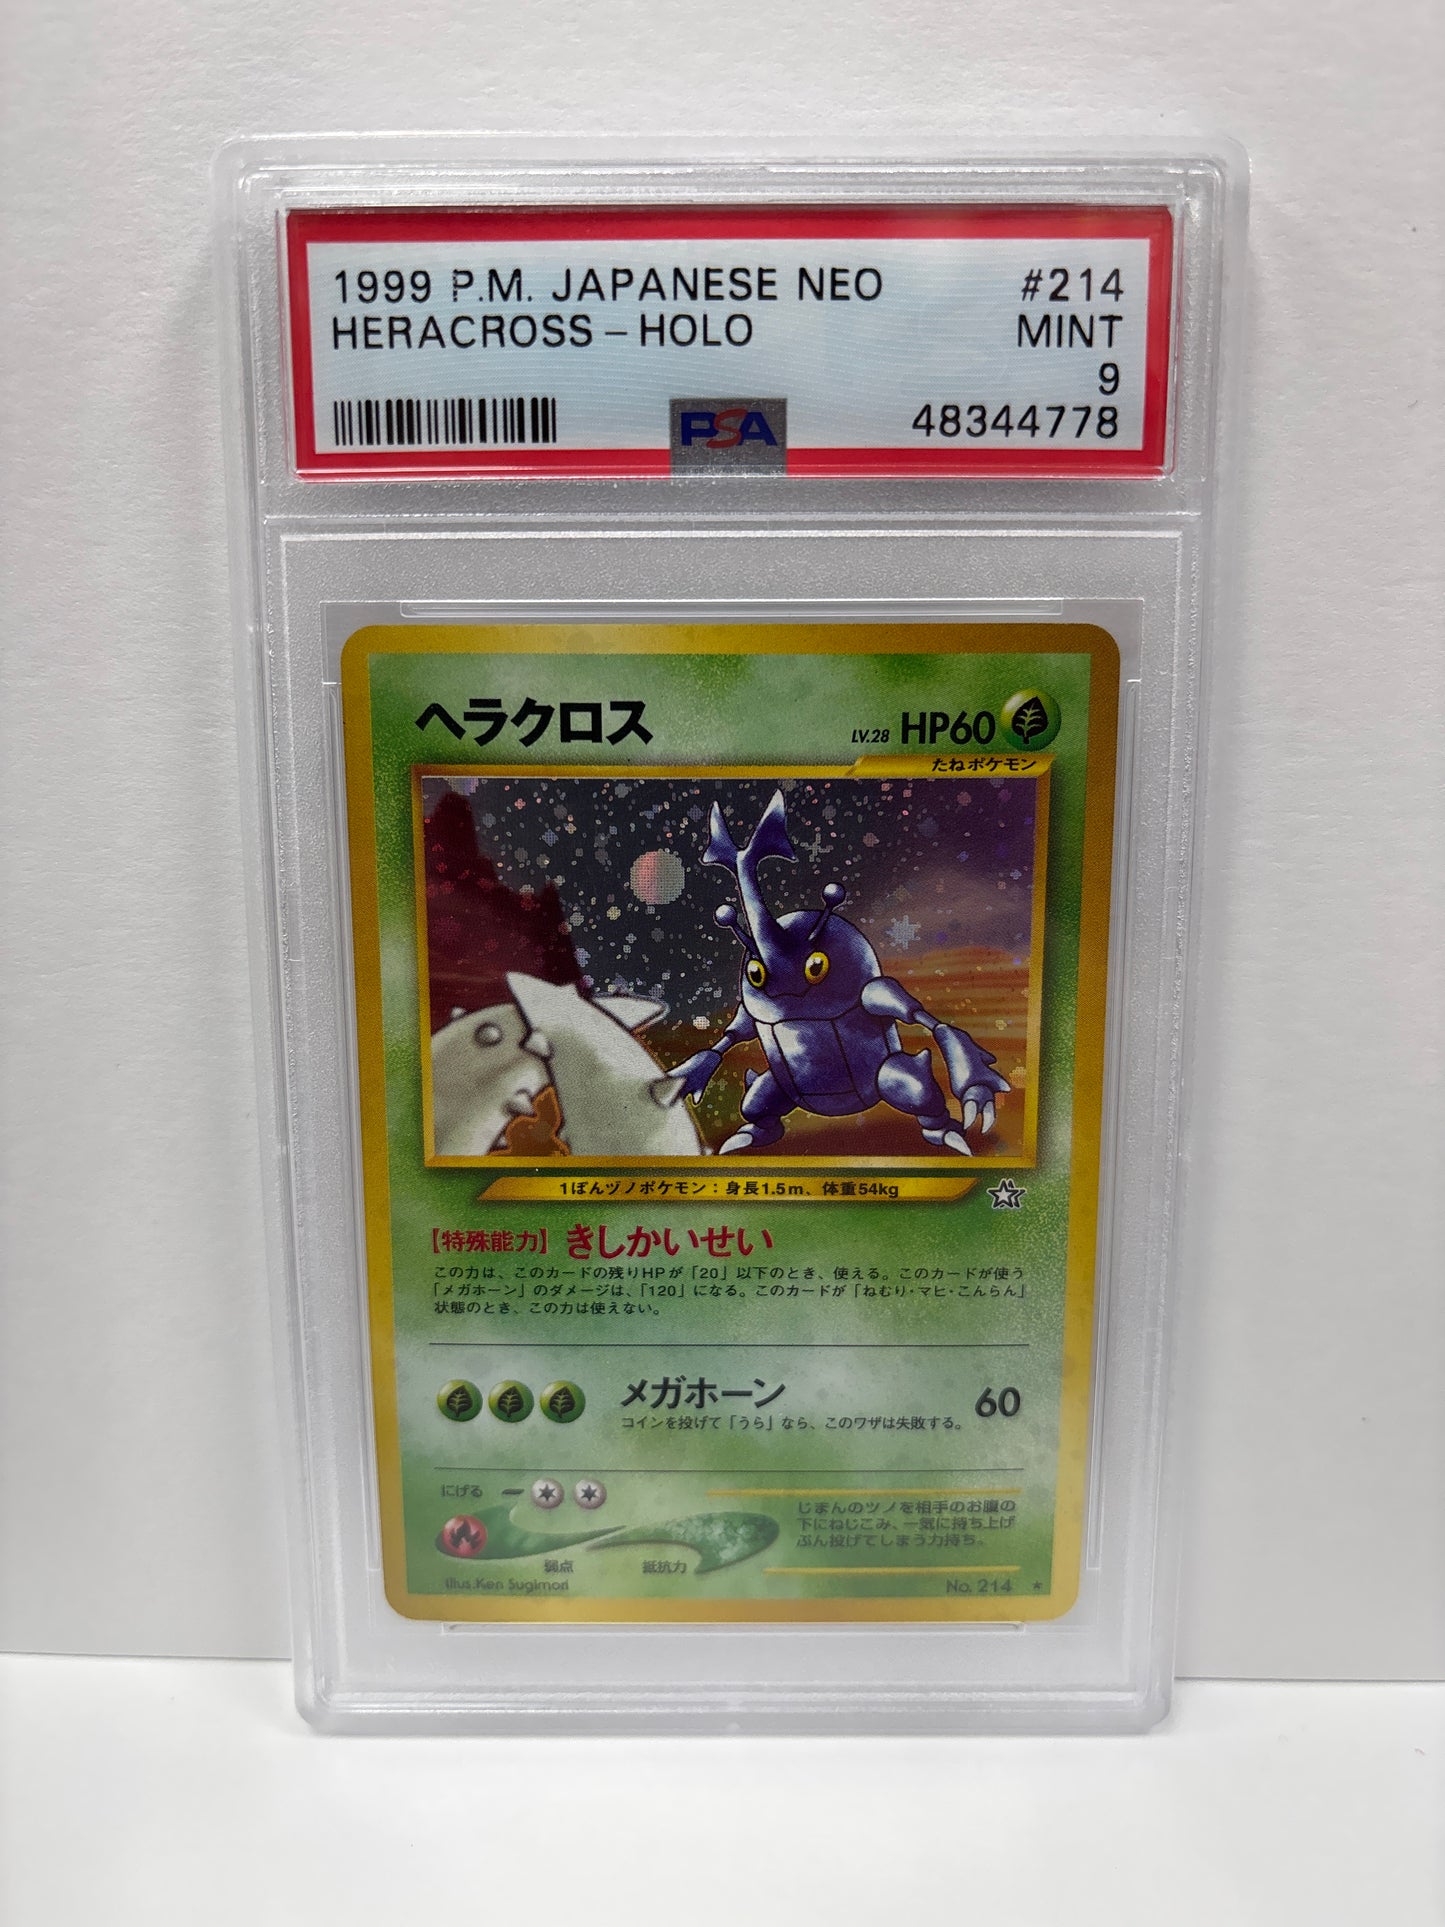 1999 P.M. JAPANESE NEO #214
HERACROSS - HOLO MINT
9
PSA 48344778
ヘラクロス LV.28 HP60
たねポケモン
1ぽんヅノポケモン：身長1.5m、体重54kg
【特殊能力】きしかいせい
この力は、このカードの残りHPが「20」以下のとき、使える。このカードが使う
「メガホーン」のダメージは、「120」になる。このカードが「ねむり・マヒ・こんらん」
状態のとき、この力は使えない。
メガホーン 60
コインを投げて「うら」なら、このワザは失敗する。
にげる
弱点 抵抗力
じまんのツノを相手のお腹の
下にねじこみ、一気に持ち上げ
ぶん投げてしまう力持ち。
Illus.Ken Sugimori No. 214 ★